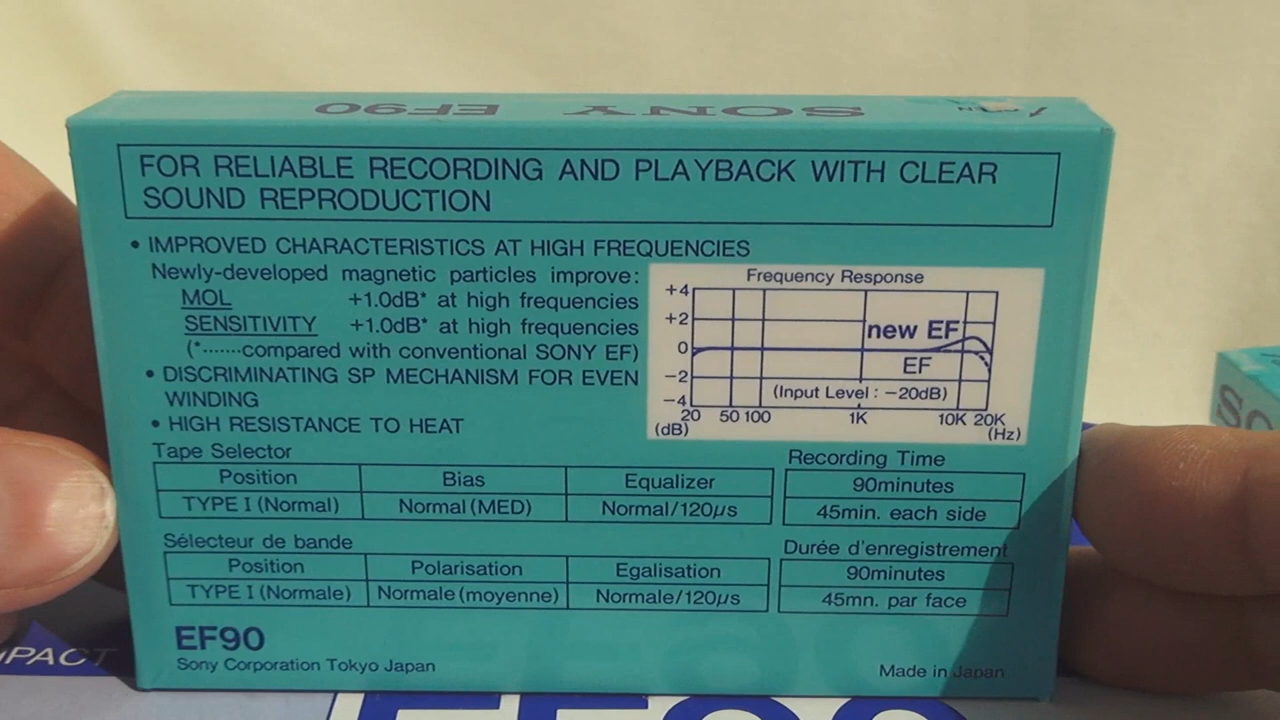 EF90 SONY
FOR RELIABLE RECORDING AND PLAYBACK WITH CLEAR
SOUND REPRODUCTION
• IMPROVED CHARACTERISTICS AT HIGH FREQUENCIES
Newly-developed magnetic particles improve:
MOL +1.0dB* at high frequencies
SENSITIVITY +1.0dB* at high frequencies
(*·······compared with conventional SONY EF)
• DISCRIMINATING SP MECHANISM FOR EVEN
WINDING
• HIGH RESISTANCE TO HEAT
Frequency Response
+4
+2
0
−2
−4
new EF
EF
(Input Level : −20dB)
20 50 100 1K 10K 20K
(dB) (Hz)
Tape Selector
Position Bias Equalizer
TYPE I (Normal) Normal (MED) Normal/120μs
Recording Time
90minutes
45min. each side
Sélecteur de bande
Position Polarisation Egalisation
TYPE I (Normale) Normale (moyenne) Normale/120μs
Durée d'enregistrement
90minutes
45mn. par face
EF90
Sony Corporation Tokyo Japan
Made in Japan